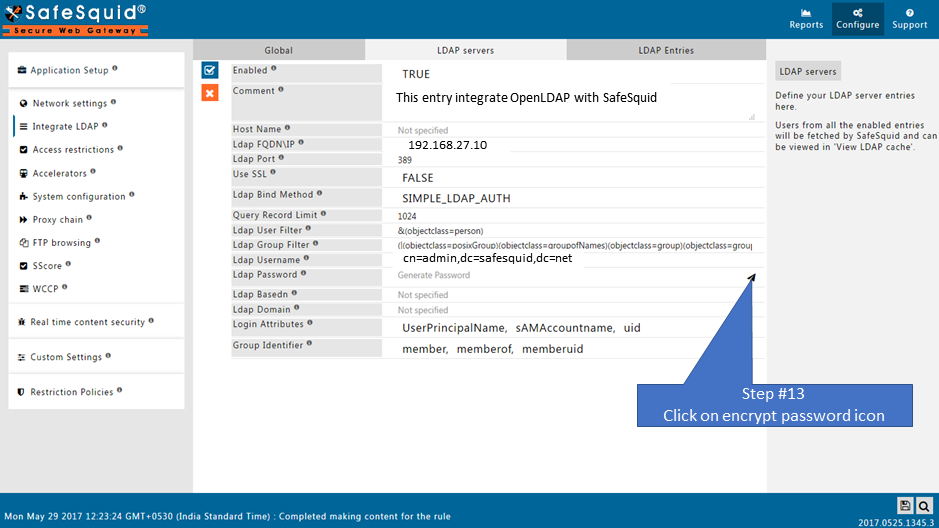 SafeSquid®
Secure Web Gateway
Reports
Configure
Support
Global
LDAP servers
LDAP Entries
Application Setup
Network settings
Integrate LDAP
Access restrictions
Accelerators
System configuration
Proxy chain
FTP browsing
SScore
WCCP
Real time content security
Custom Settings
Restriction Policies
Enabled
TRUE
Comment
This entry integrate OpenLDAP with SafeSquid
Host Name
Not specified
Ldap FQDN\IP
192.168.27.10
Ldap Port
389
Use SSL
FALSE
Ldap Bind Method
SIMPLE_LDAP_AUTH
Query Record Limit
1024
Ldap User Filter
&(objectclass=person)
Ldap Group Filter
(|(objectclass=posixGroup)(objectclass=groupofNames)(objectclass=group)(objectclass=group
Ldap Username
cn=admin,dc=safesquid,dc=net
Ldap Password
Generate Password
Ldap Basedn
Not specified
Ldap Domain
Not specified
Login Attributes
UserPrincipalName, sAMAccountname, uid
Group Identifier
member, memberof, memberuid
LDAP servers
Define your LDAP server entries
here.
Users from all the enabled entries
will be fetched by SafeSquid and can
be viewed in 'View LDAP cache'.
Step #13
Click on encrypt password icon
Mon May 29 2017 12:23:24 GMT+0530 (India Standard Time) : Completed making content for the rule
2017.0525.1345.3